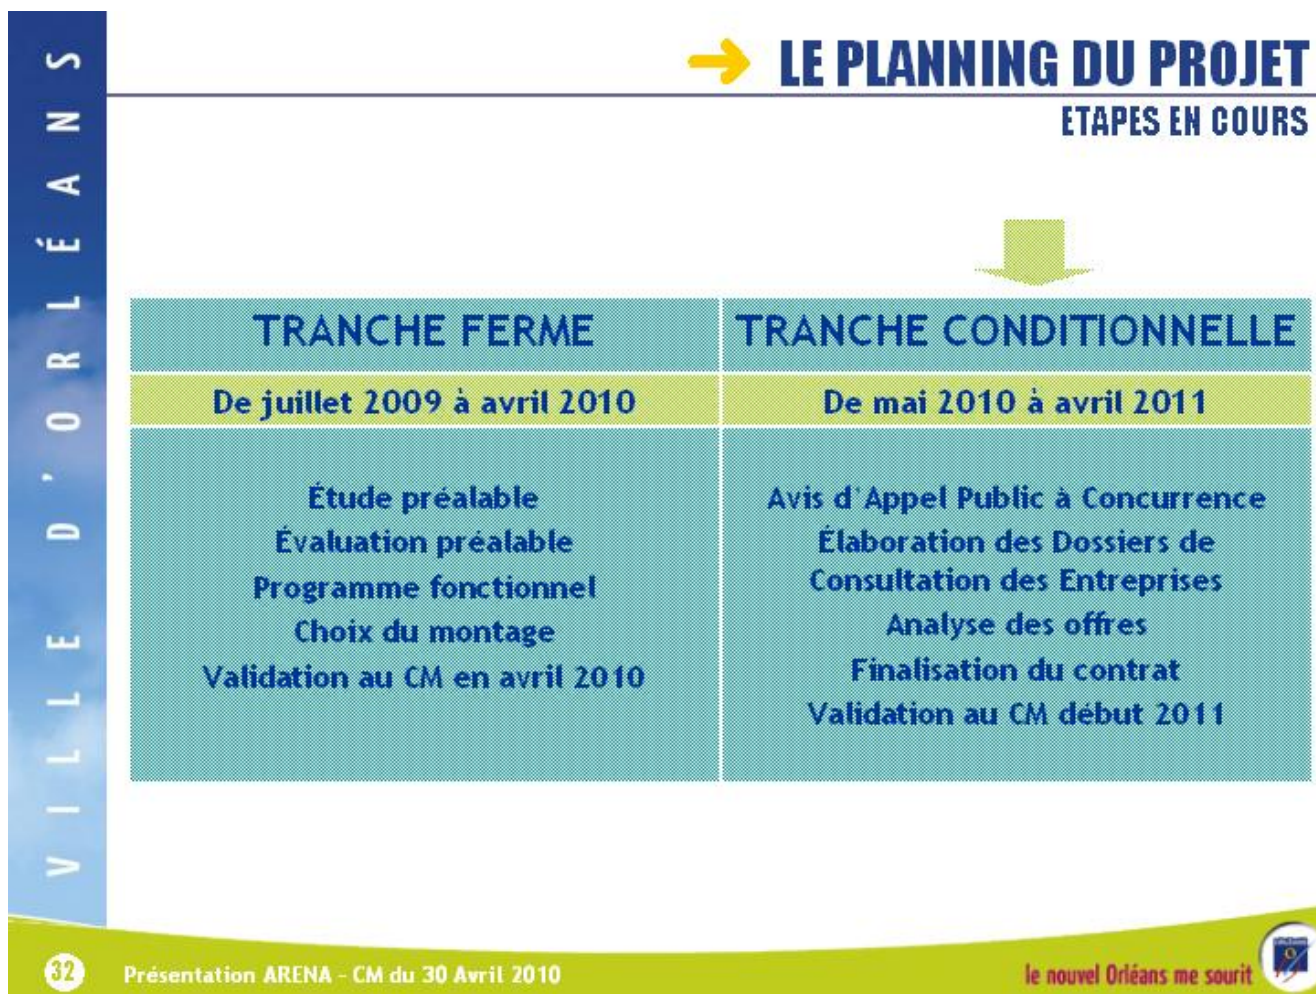 VILLE D'ORLÉANS
LE PLANNING DU PROJET
ETAPES EN COURS
TRANCHE FERME
De juillet 2009 à avril 2010
Étude préalable
Évaluation préalable
Programme fonctionnel
Choix du montage
Validation au CM en avril 2010
TRANCHE CONDITIONNELLE
De mai 2010 à avril 2011
Avis d'Appel Public à Concurrence
Élaboration des Dossiers de
Consultation des Entreprises
Analyse des offres
Finalisation du contrat
Validation au CM début 2011
32
Présentation ARENA - CM du 30 Avril 2010
le nouvel Orléans me sourit